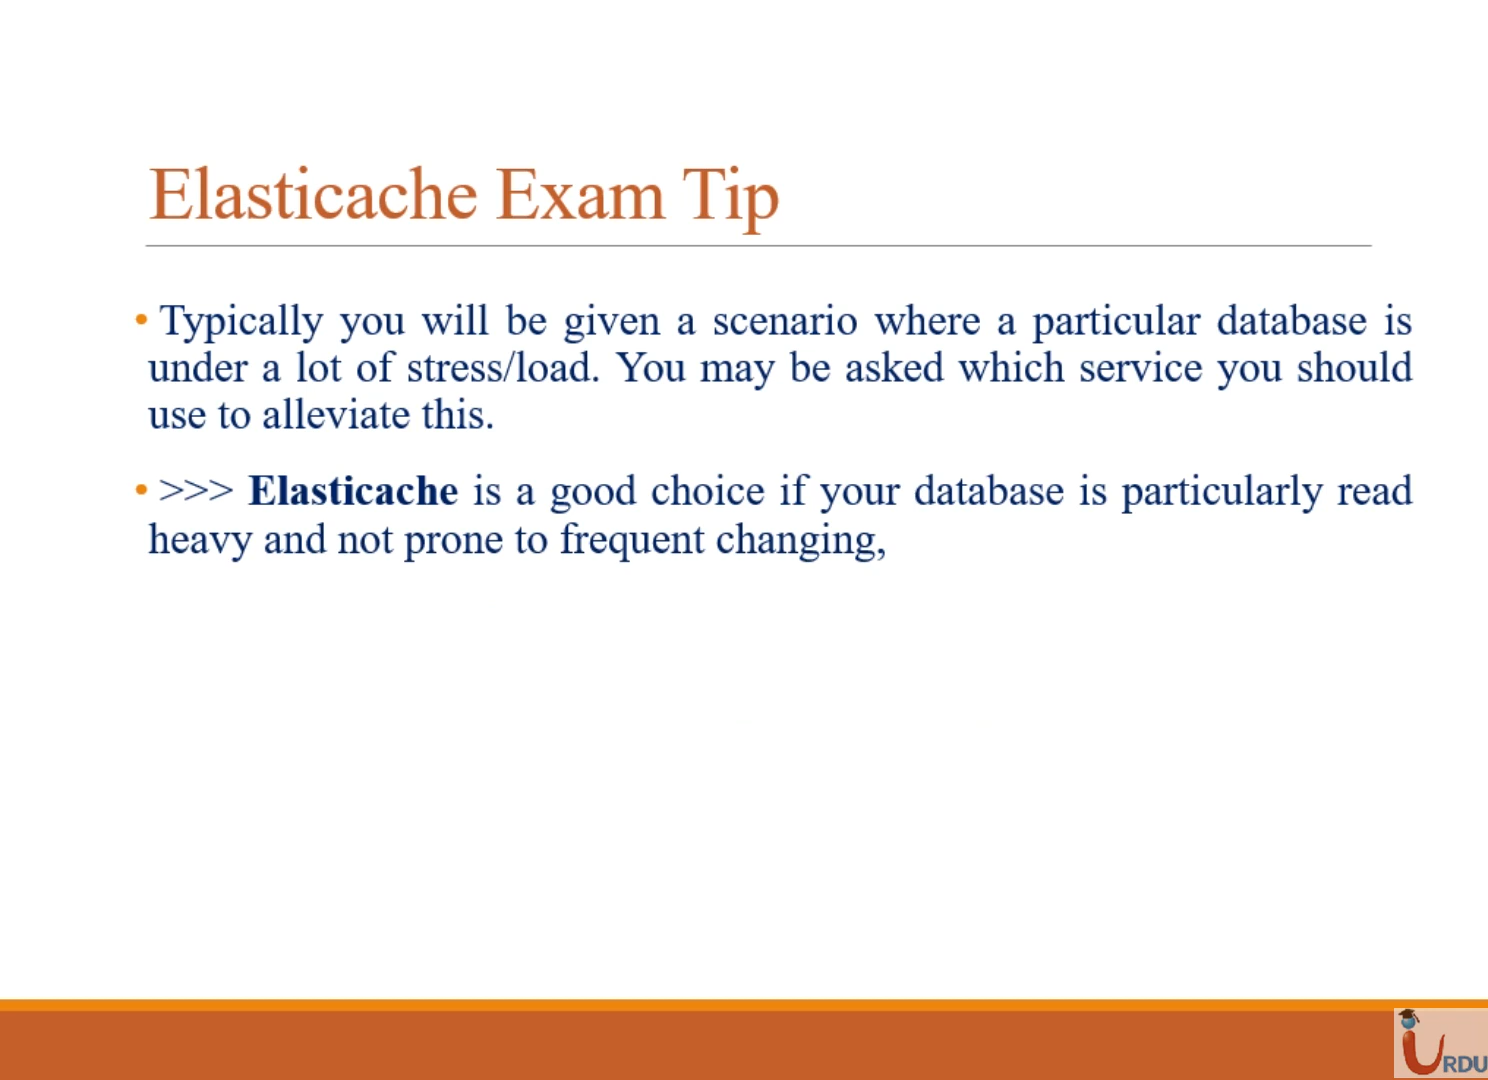 Elasticache Exam Tip
• Typically you will be given a scenario where a particular database is
under a lot of stress/load. You may be asked which service you should
use to alleviate this.
• >>> Elasticache is a good choice if your database is particularly read
heavy and not prone to frequent changing,
URDU